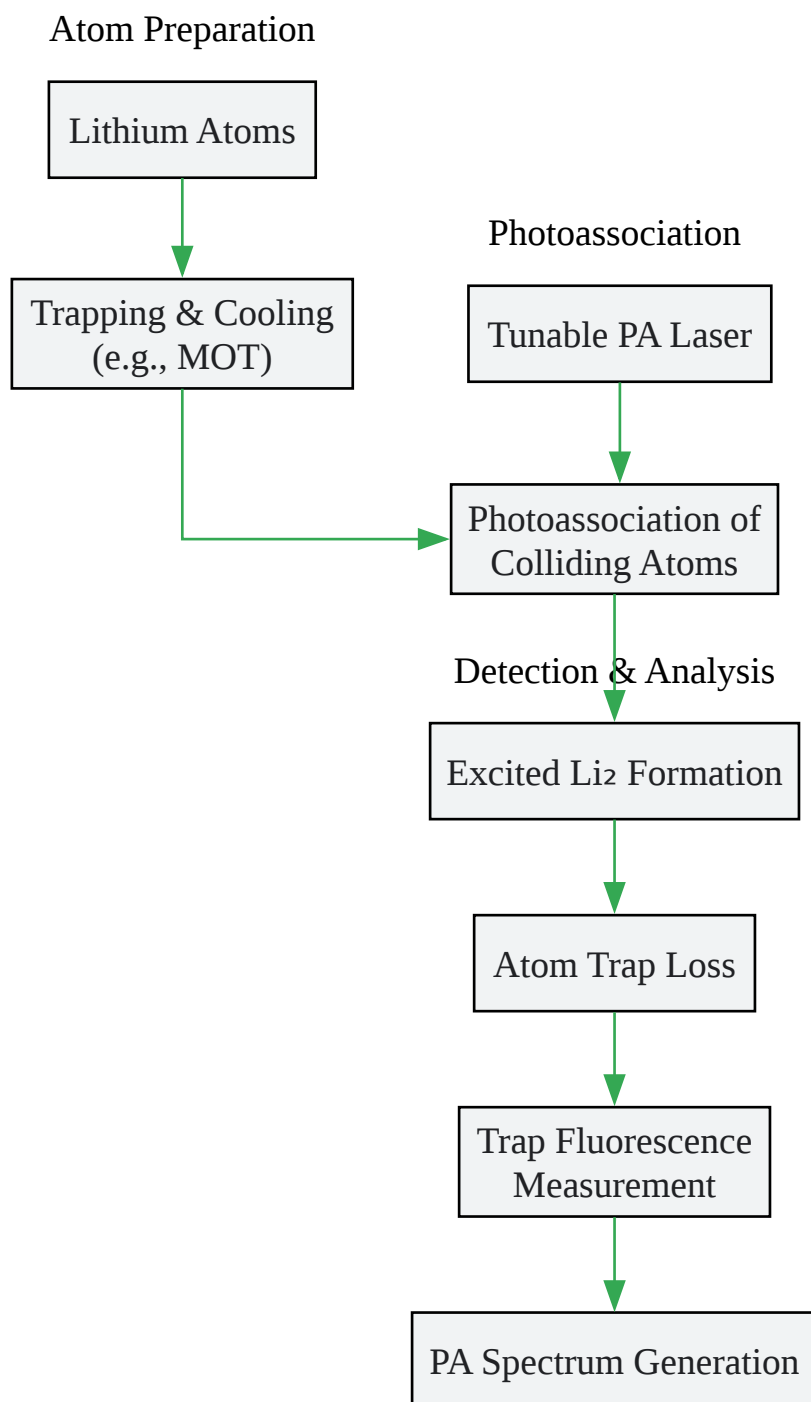 Atom Preparation
Lithium Atoms
Trapping & Cooling
(e.g., MOT)
Photoassociation
Tunable PA Laser
Photoassociation of
Colliding Atoms
Detection & Analysis
Excited Li₂ Formation
Atom Trap Loss
Trap Fluorescence
Measurement
PA Spectrum Generation